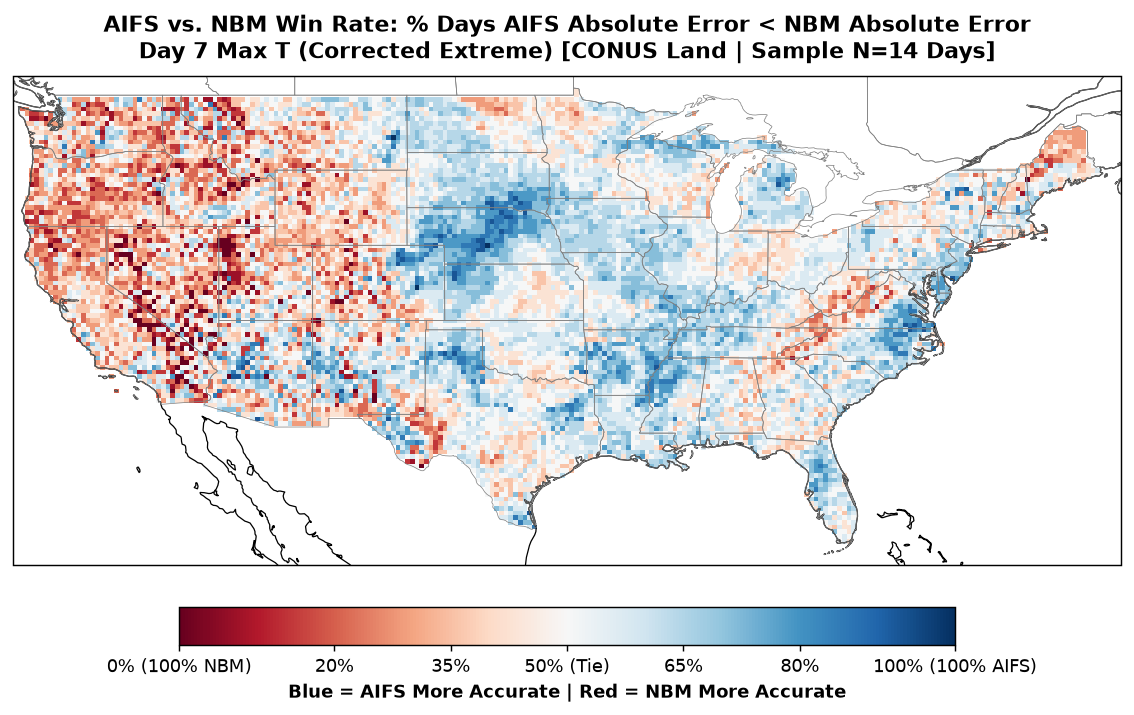 AIFS vs. NBM Win Rate: % Days AIFS Absolute Error < NBM Absolute Error
Day 7 Max T (Corrected Extreme) [CONUS Land | Sample N=14 Days]
0% (100% NBM) 20% 35% 50% (Tie) 65% 80% 100% (100% AIFS)
Blue = AIFS More Accurate | Red = NBM More Accurate